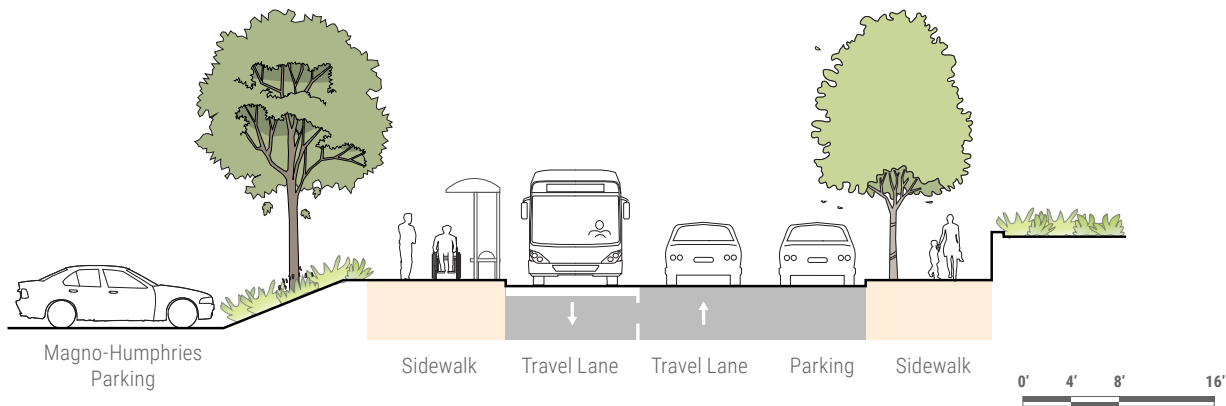 Magno-Humphries
Parking
Sidewalk
Travel Lane
Travel Lane
Parking
Sidewalk
0' 4' 8' 16'